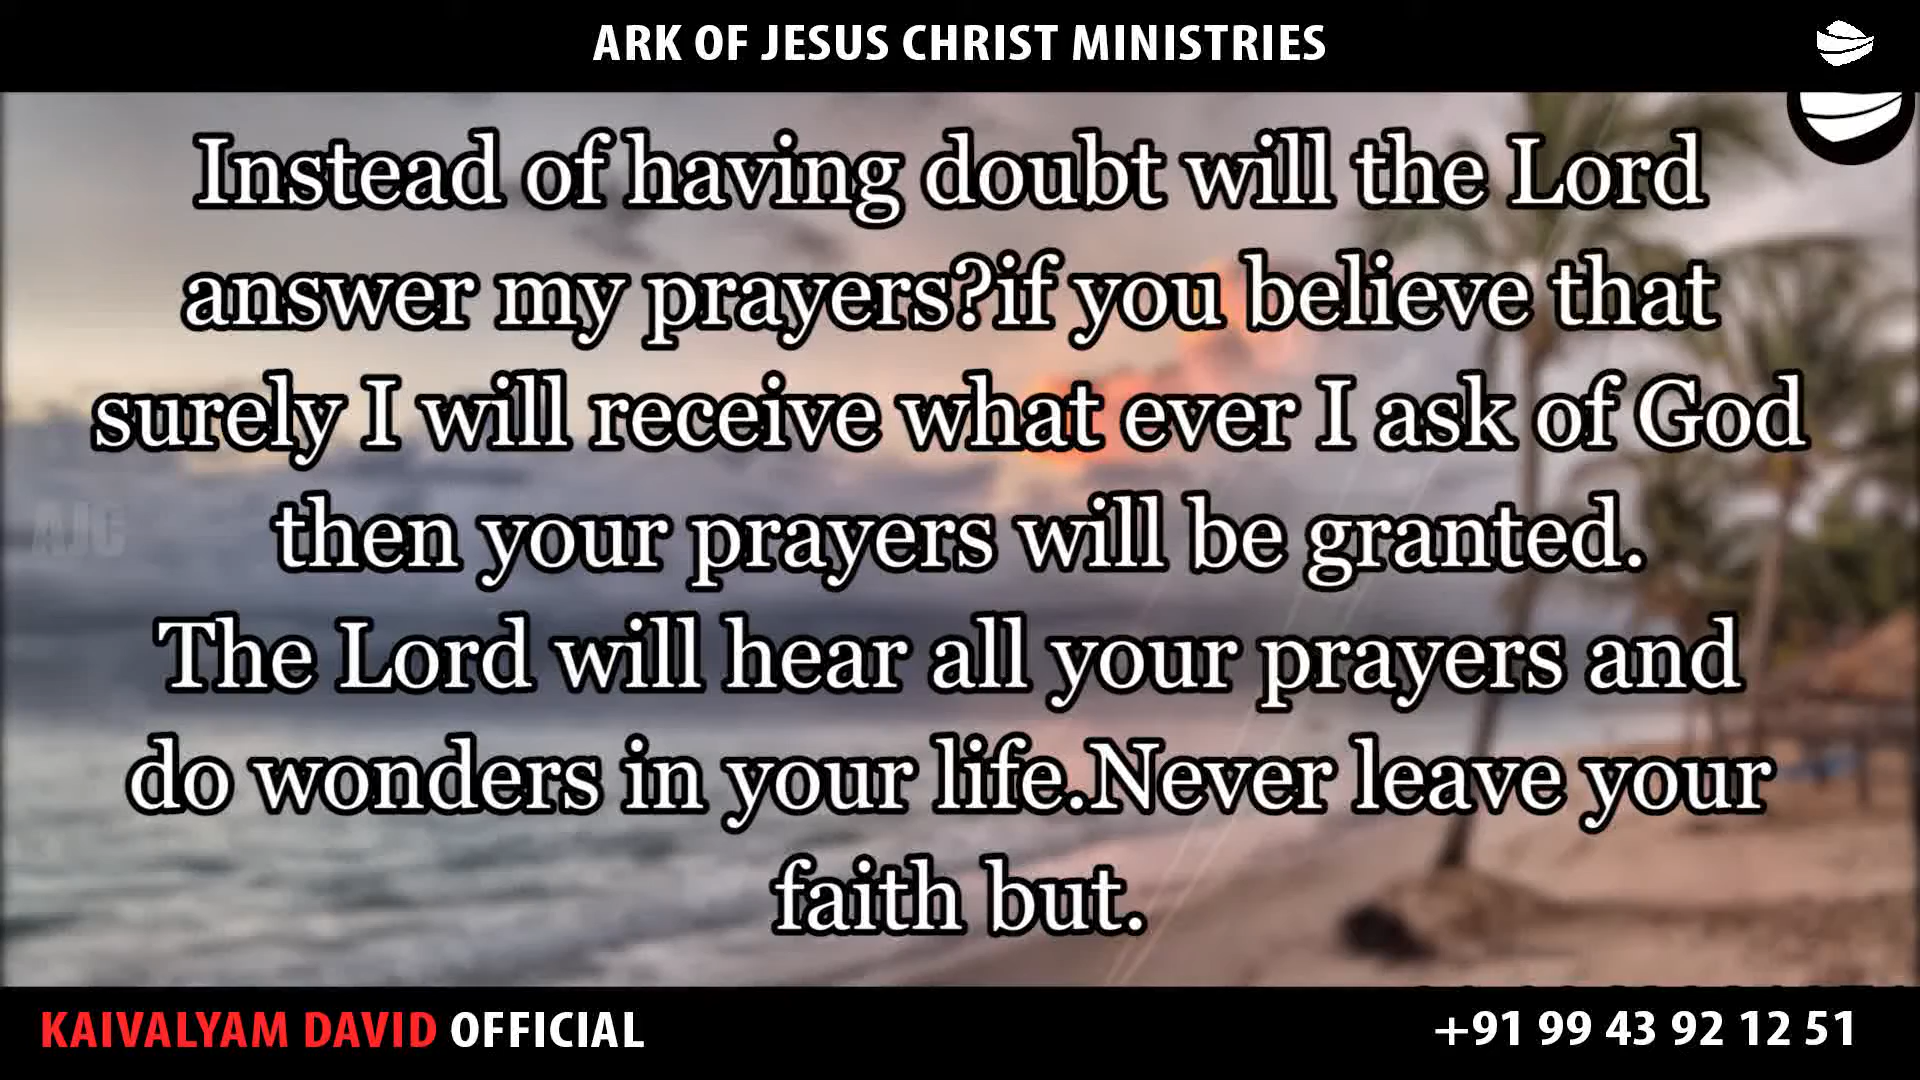 ARK OF JESUS CHRIST MINISTRIES
Instead of having doubt will the Lord
answer my prayers?if you believe that
surely I will receive what ever I ask of God
then your prayers will be granted.
The Lord will hear all your prayers and
do wonders in your life.Never leave your
faith but.
AJC
KAIVALYAM DAVID OFFICIAL
+91 99 43 92 12 51